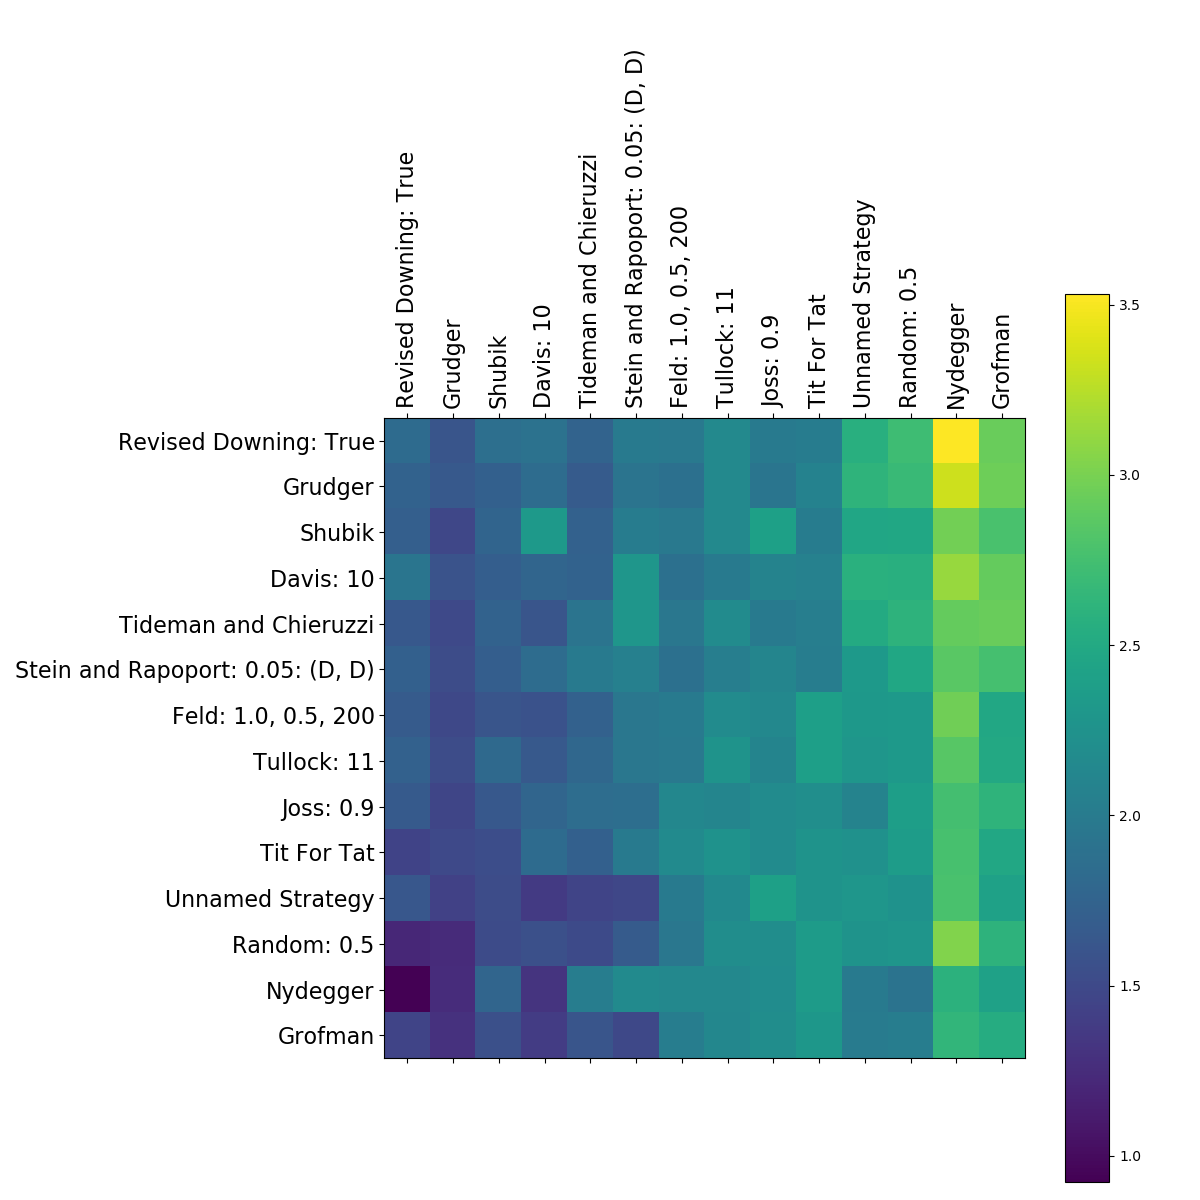 Revised Downing: True
Grudger
Shubik
Davis: 10
Tideman and Chieruzzi
Stein and Rapoport: 0.05: (D, D)
Feld: 1.0, 0.5, 200
Tullock: 11
Joss: 0.9
Tit For Tat
Unnamed Strategy
Random: 0.5
Nydegger
Grofman
Revised Downing: True
Grudger
Shubik
Davis: 10
Tideman and Chieruzzi
Stein and Rapoport: 0.05: (D, D)
Feld: 1.0, 0.5, 200
Tullock: 11
Joss: 0.9
Tit For Tat
Unnamed Strategy
Random: 0.5
Nydegger
Grofman
3.5
3.0
2.5
2.0
1.5
1.0